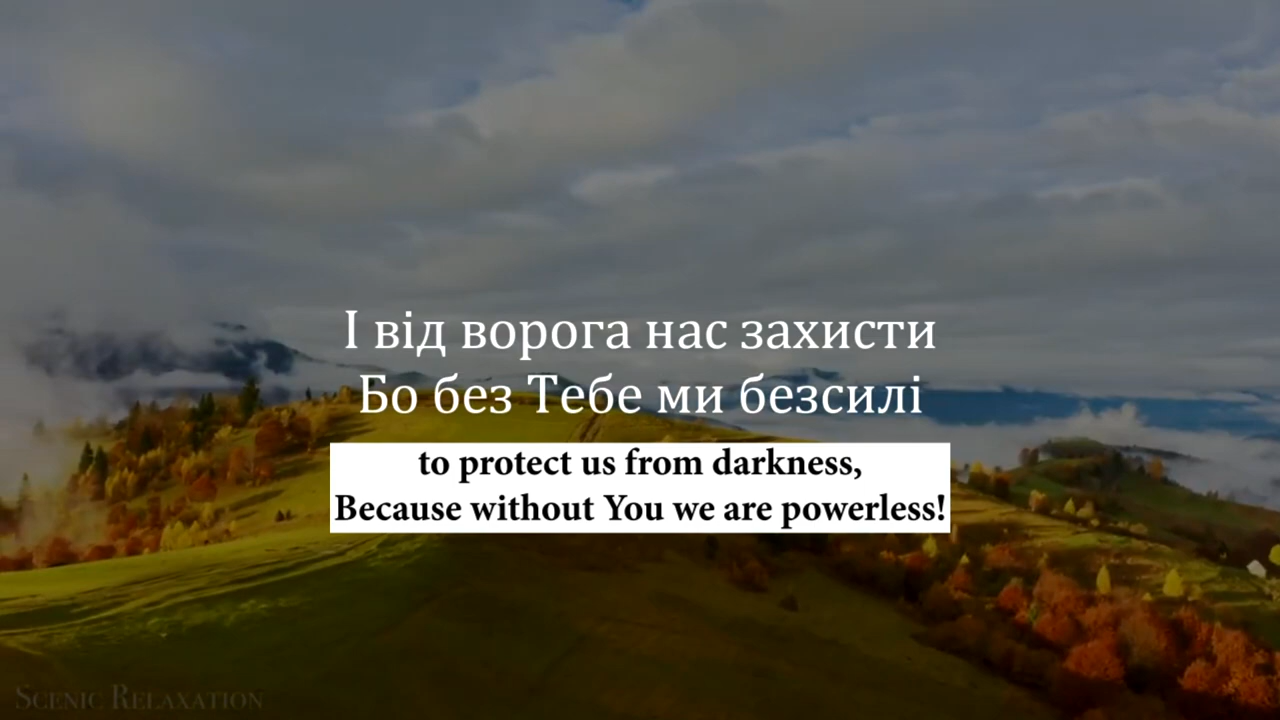 І від ворога нас захисти
Бо без Тебе ми безсилі
to protect us from darkness,
Because without You we are powerless!
SCENIC RELAXATION